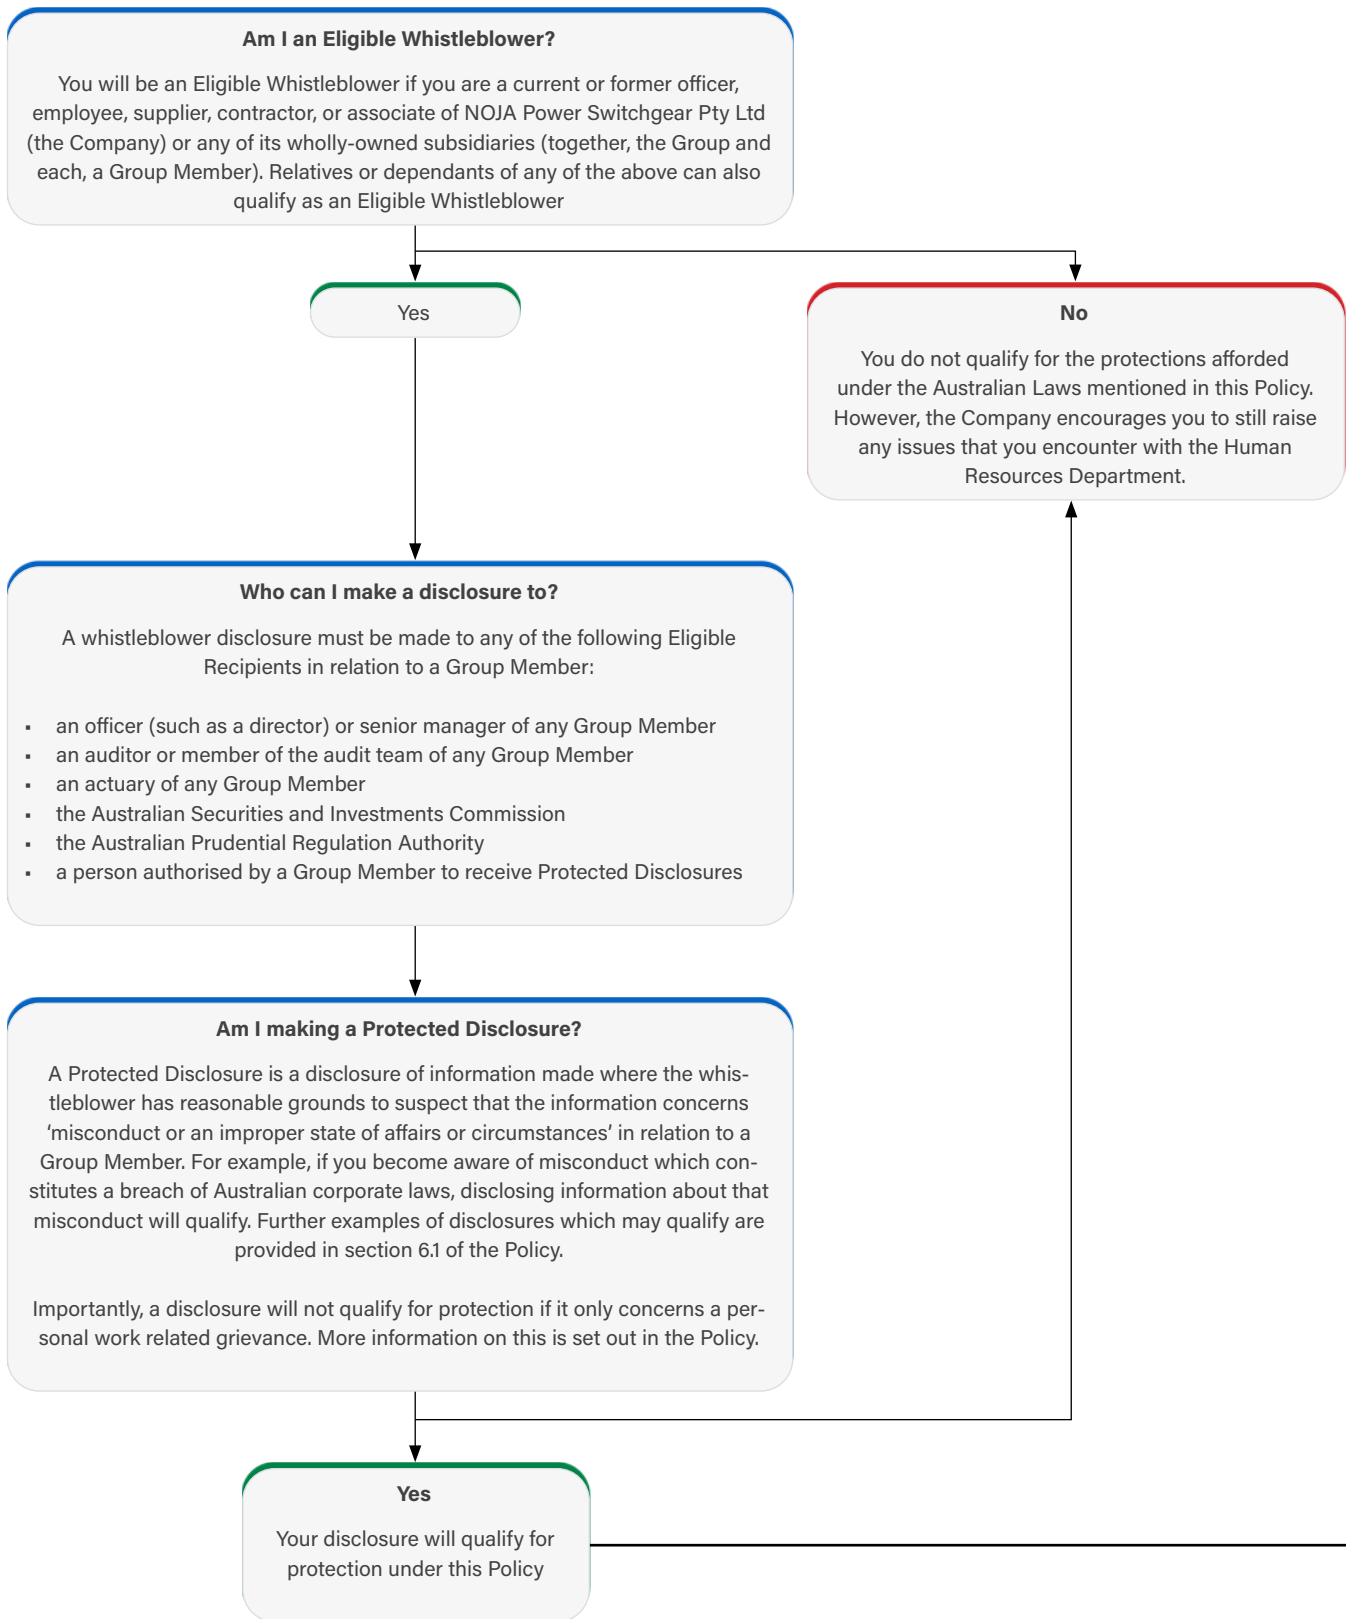 Am I an Eligible Whistleblower?
You will be an Eligible Whistleblower if you are a current or former officer,
employee, supplier, contractor, or associate of NOJA Power Switchgear Pty Ltd
(the Company) or any of its wholly-owned subsidiaries (together, the Group and
each, a Group Member). Relatives or dependants of any of the above can also
qualify as an Eligible Whistleblower
Yes
No
You do not qualify for the protections afforded
under the Australian Laws mentioned in this Policy.
However, the Company encourages you to still raise
any issues that you encounter with the Human
Resources Department.
Who can I make a disclosure to?
A whistleblower disclosure must be made to any of the following Eligible
Recipients in relation to a Group Member:
▪ an officer (such as a director) or senior manager of any Group Member
▪ an auditor or member of the audit team of any Group Member
▪ an actuary of any Group Member
▪ the Australian Securities and Investments Commission
▪ the Australian Prudential Regulation Authority
▪ a person authorised by a Group Member to receive Protected Disclosures
Am I making a Protected Disclosure?
A Protected Disclosure is a disclosure of information made where the whis-
tleblower has reasonable grounds to suspect that the information concerns
‘misconduct or an improper state of affairs or circumstances’ in relation to a
Group Member. For example, if you become aware of misconduct which con-
stitutes a breach of Australian corporate laws, disclosing information about that
misconduct will qualify. Further examples of disclosures which may qualify are
provided in section 6.1 of the Policy.
Importantly, a disclosure will not qualify for protection if it only concerns a per-
sonal work related grievance. More information on this is set out in the Policy.
Yes
Your disclosure will qualify for
protection under this Policy